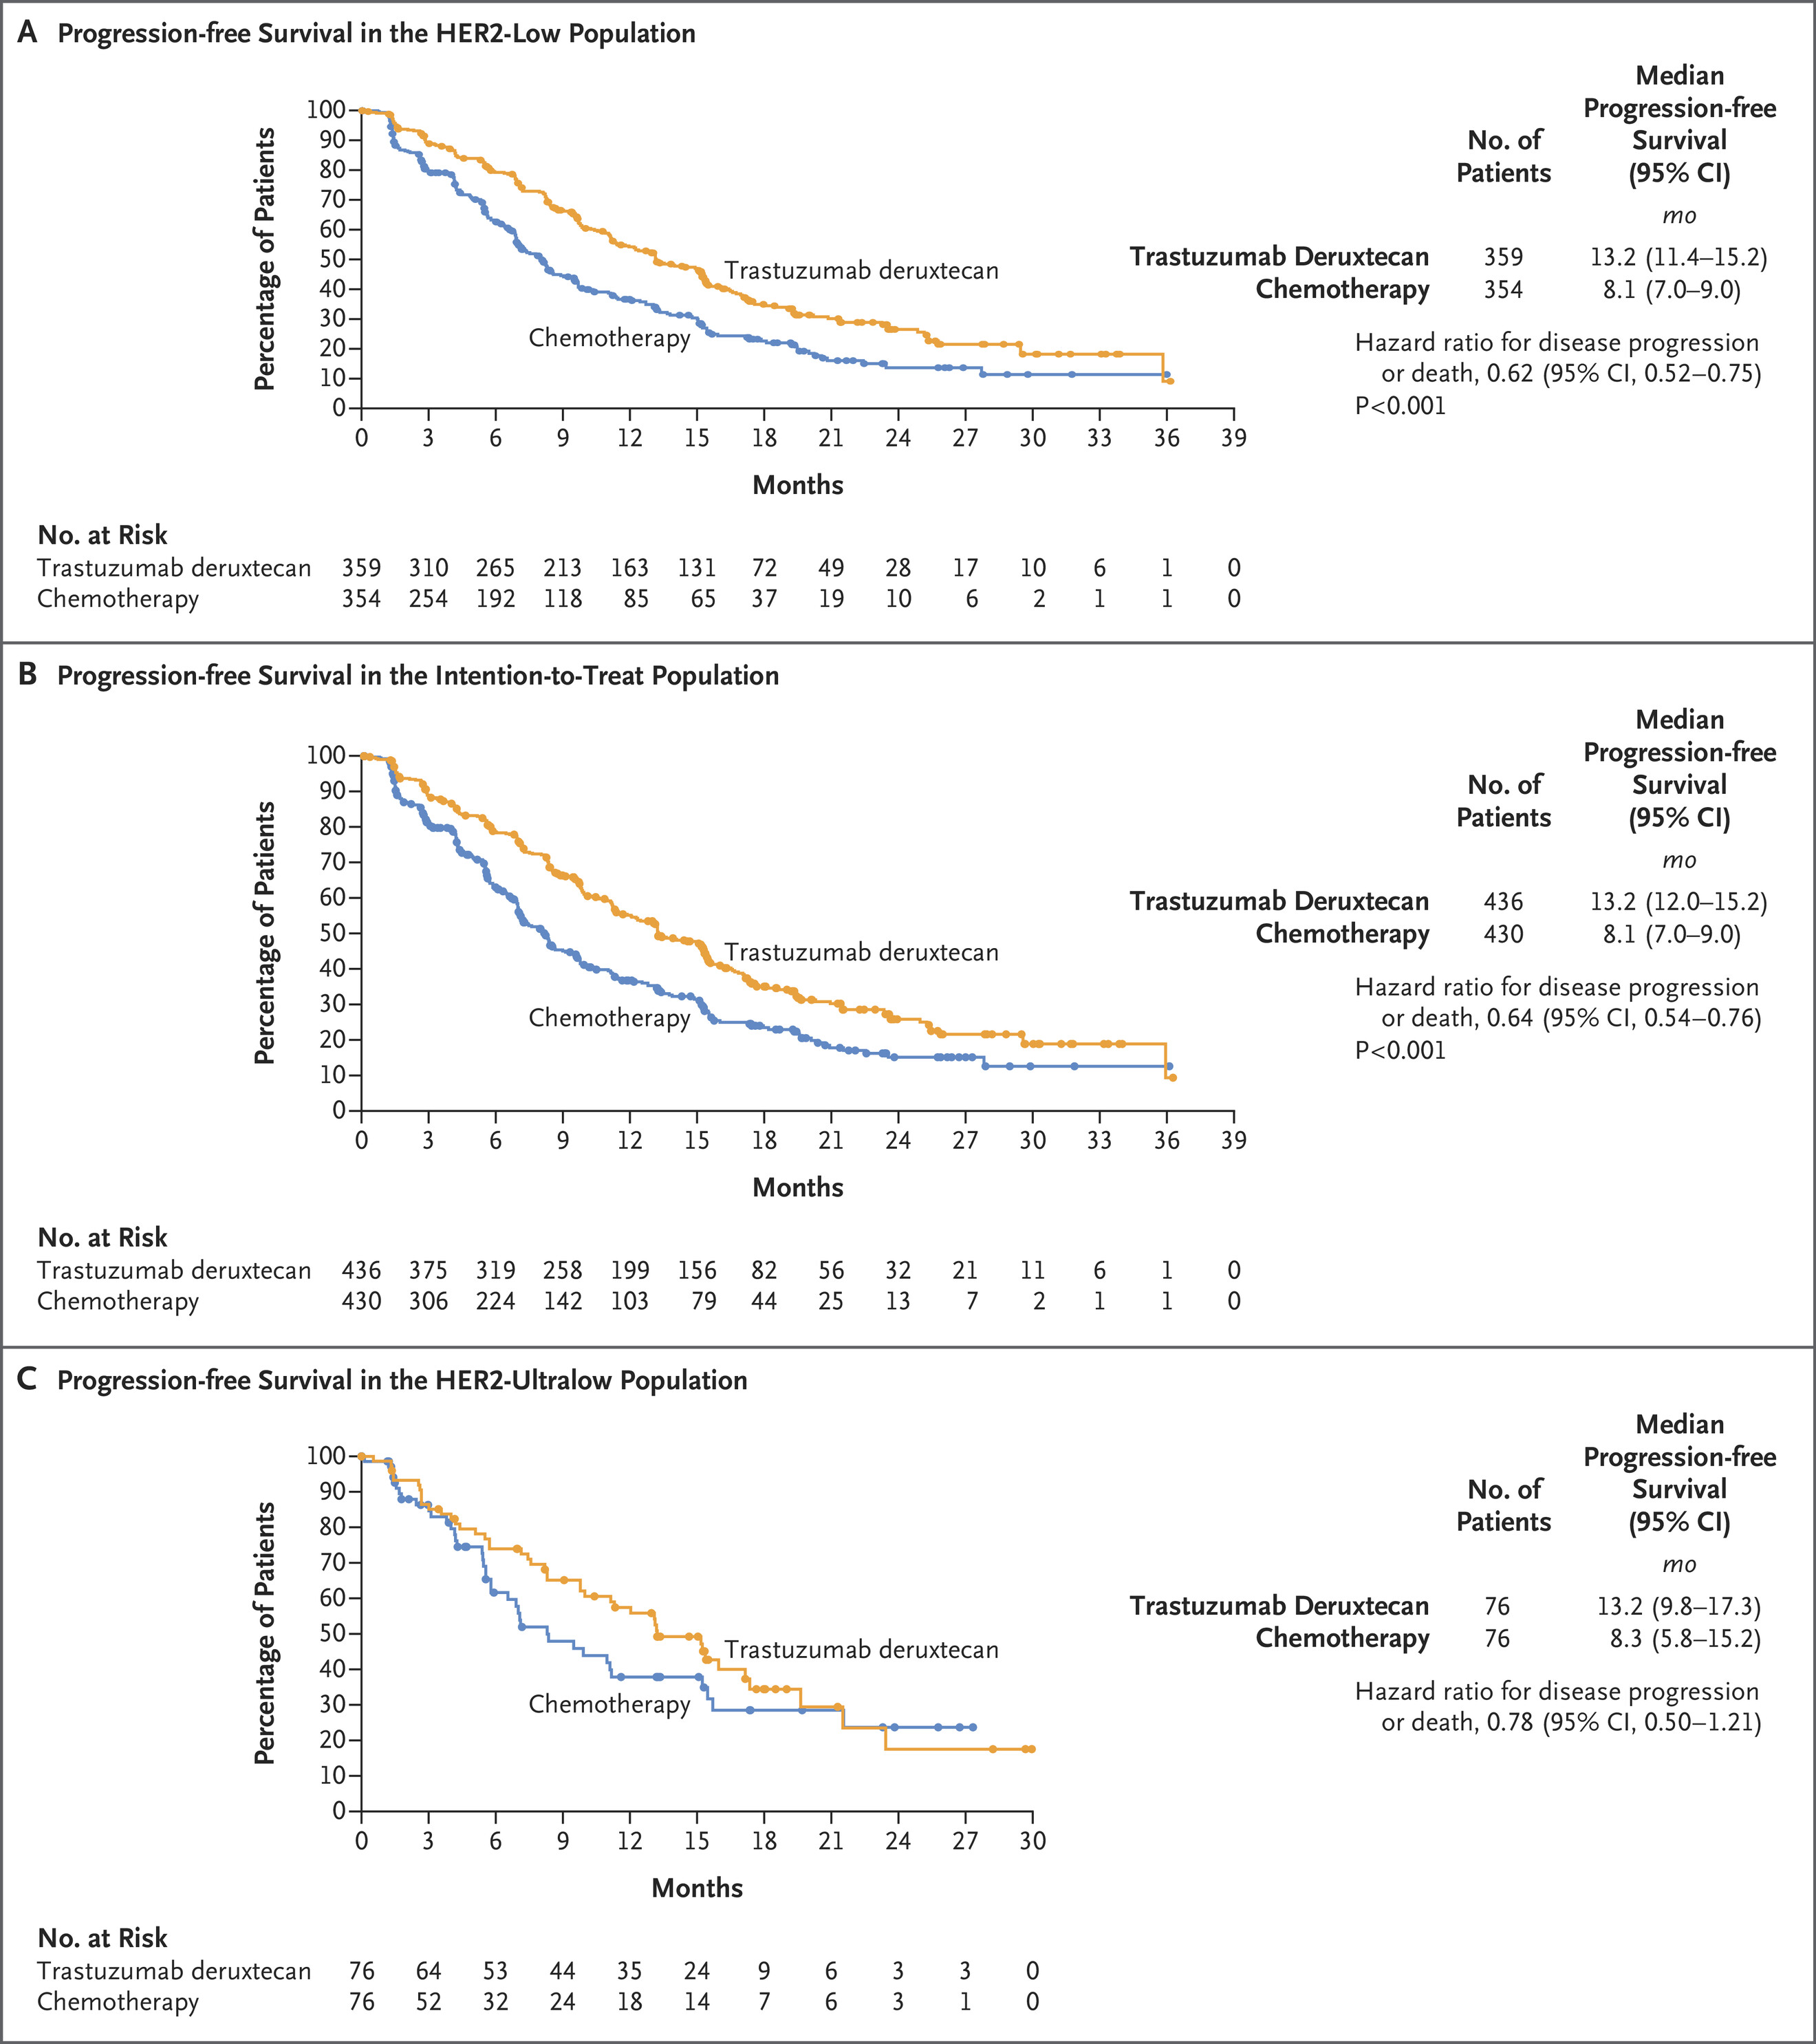 A Progression-free Survival in the HER2-Low Population
Percentage of Patients
100
90
80
70
60
50
40
30
20
10
0
Trastuzumab deruxtecan
Chemotherapy
0 3 6 9 12 15 18 21 24 27 30 33 36 39
Months
No. of Patients
Median Progression-free Survival (95% CI)
mo
Trastuzumab Deruxtecan 359 13.2 (11.4–15.2)
Chemotherapy 354 8.1 (7.0–9.0)
Hazard ratio for disease progression
or death, 0.62 (95% CI, 0.52–0.75)
P<0.001
No. at Risk
Trastuzumab deruxtecan 359 310 265 213 163 131 72 49 28 17 10 6 1 0
Chemotherapy 354 254 192 118 85 65 37 19 10 6 2 1 1 0
B Progression-free Survival in the Intention-to-Treat Population
Percentage of Patients
100
90
80
70
60
50
40
30
20
10
0
Trastuzumab deruxtecan
Chemotherapy
0 3 6 9 12 15 18 21 24 27 30 33 36 39
Months
No. of Patients
Median Progression-free Survival (95% CI)
mo
Trastuzumab Deruxtecan 436 13.2 (12.0–15.2)
Chemotherapy 430 8.1 (7.0–9.0)
Hazard ratio for disease progression
or death, 0.64 (95% CI, 0.54–0.76)
P<0.001
No. at Risk
Trastuzumab deruxtecan 436 375 319 258 199 156 82 56 32 21 11 6 1 0
Chemotherapy 430 306 224 142 103 79 44 25 13 7 2 1 1 0
C Progression-free Survival in the HER2-Ultralow Population
Percentage of Patients
100
90
80
70
60
50
40
30
20
10
0
Trastuzumab deruxtecan
Chemotherapy
0 3 6 9 12 15 18 21 24 27 30
Months
No. of Patients
Median Progression-free Survival (95% CI)
mo
Trastuzumab Deruxtecan 76 13.2 (9.8–17.3)
Chemotherapy 76 8.3 (5.8–15.2)
Hazard ratio for disease progression
or death, 0.78 (95% CI, 0.50–1.21)
No. at Risk
Trastuzumab deruxtecan 76 64 53 44 35 24 9 6 3 3 0
Chemotherapy 76 52 32 24 18 14 7 6 3 1 0